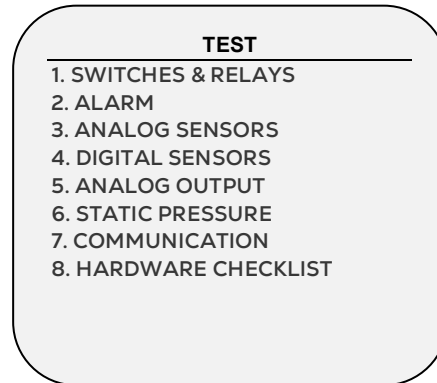 TEST
1. SWITCHES & RELAYS
2. ALARM
3. ANALOG SENSORS
4. DIGITAL SENSORS
5. ANALOG OUTPUT
6. STATIC PRESSURE
7. COMMUNICATION
8. HARDWARE CHECKLIST